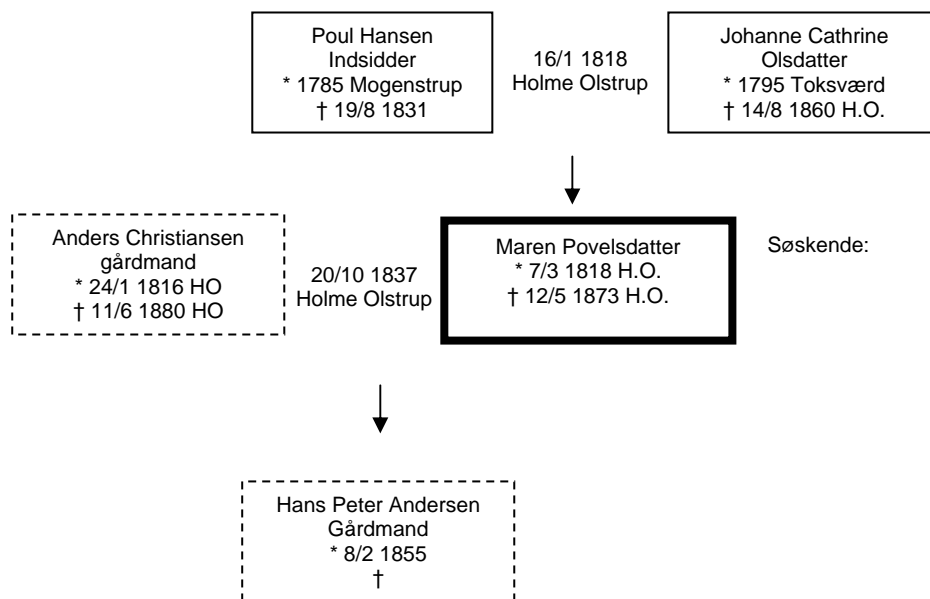 Poul Hansen
Indsidder
* 1785 Mogenstrup
† 19/8 1831
16/1 1818
Holme Olstrup
Johanne Cathrine
Olsdatter
* 1795 Toksværd
† 14/8 1860 H.O.
Anders Christiansen
gårdmand
* 24/1 1816 HO
† 11/6 1880 HO
20/10 1837
Holme Olstrup
Maren Povelsdatter
* 7/3 1818 H.O.
† 12/5 1873 H.O.
Søskende:
Hans Peter Andersen
Gårdmand
* 8/2 1855
†